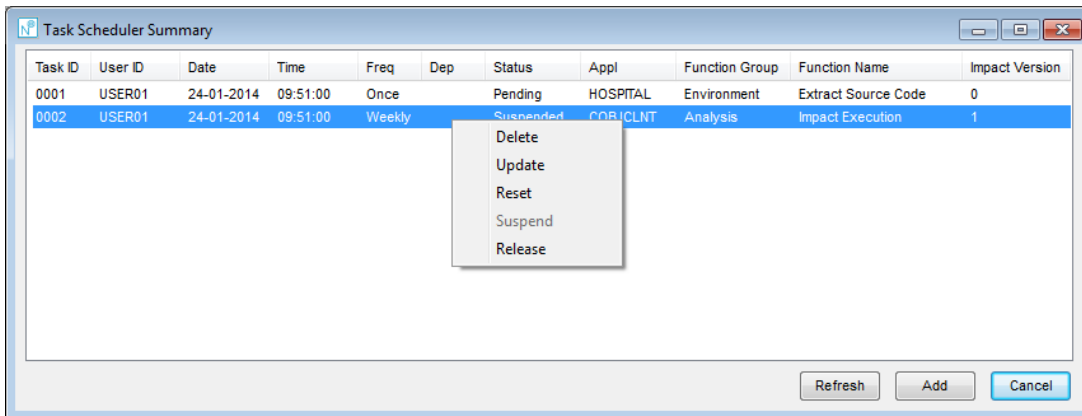 Task Scheduler Summary
Task ID User ID Date Time Freq Dep Status Appl Function Group Function Name Impact Version
0001 USER01 24-01-2014 09:51:00 Once Pending HOSPITAL Environment Extract Source Code 0
0002 USER01 24-01-2014 09:51:00 Weekly Suspended Analysis Impact Execution 1
Delete
Update
Reset
Suspend
Release
Refresh Add Cancel